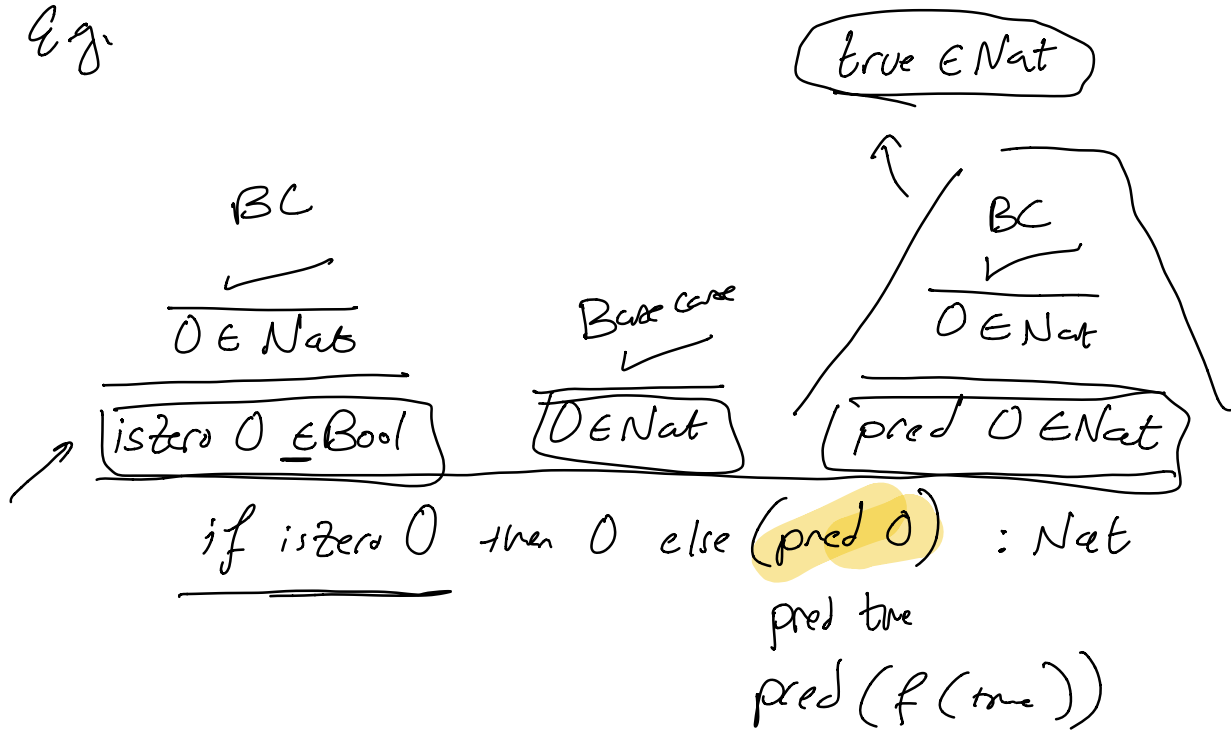 Eg.
true ∈ Nat
BC
BC
0 ∈ Nat
Base case
0 ∈ Nat
iszero 0 ∈ Bool
0 ∈ Nat
pred 0 ∈ Nat
if iszero 0 then 0 else (pred 0) : Nat
pred true
pred (f (true))